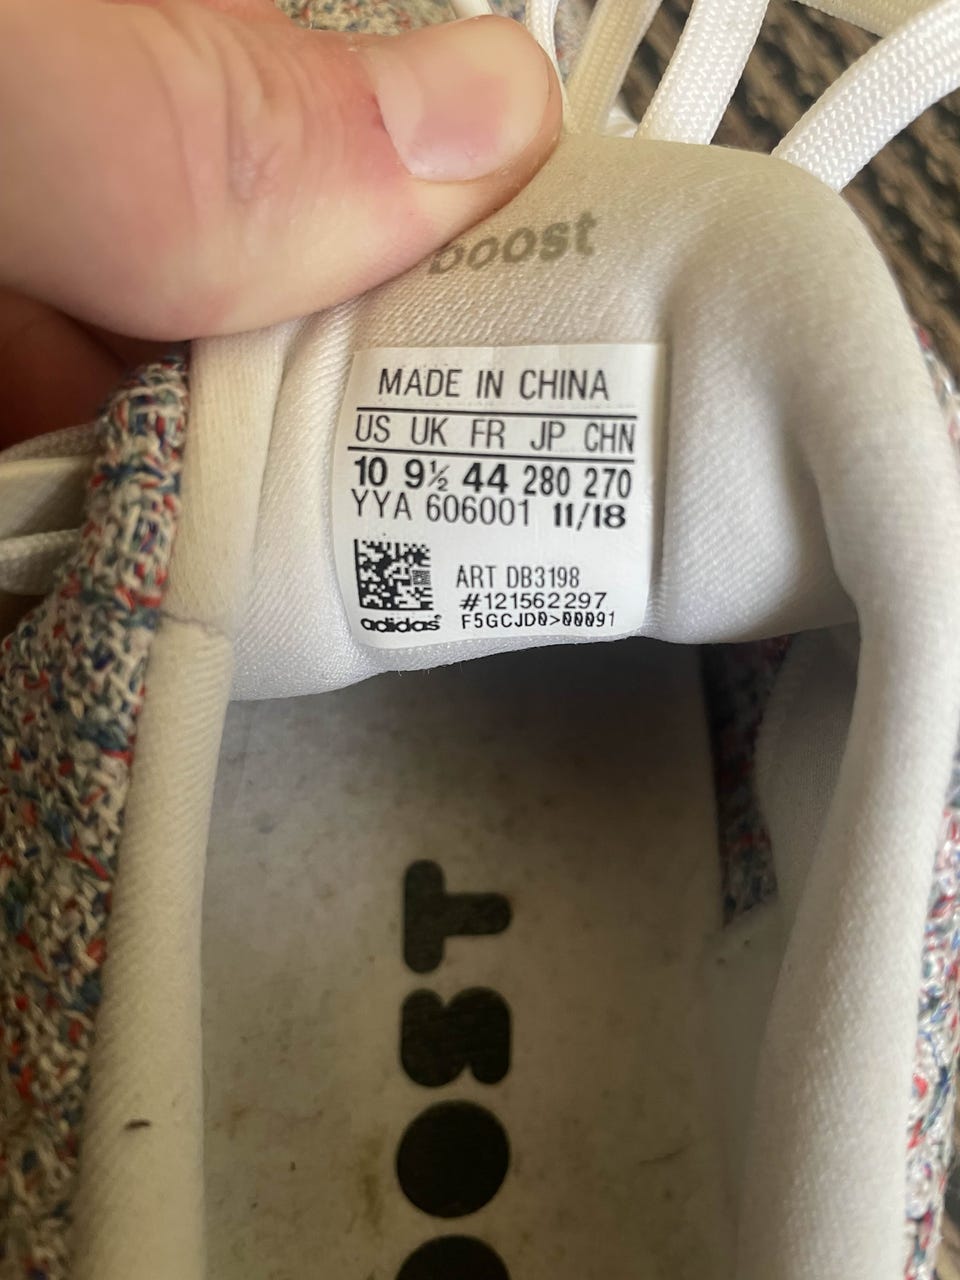 boost
MADE IN CHINA
US UK FR JP CHN
10 9½ 44 280 270
YYA 606001 11/18
ART DB3198
#121562297
adidas F5GCJD0>00091
OOST